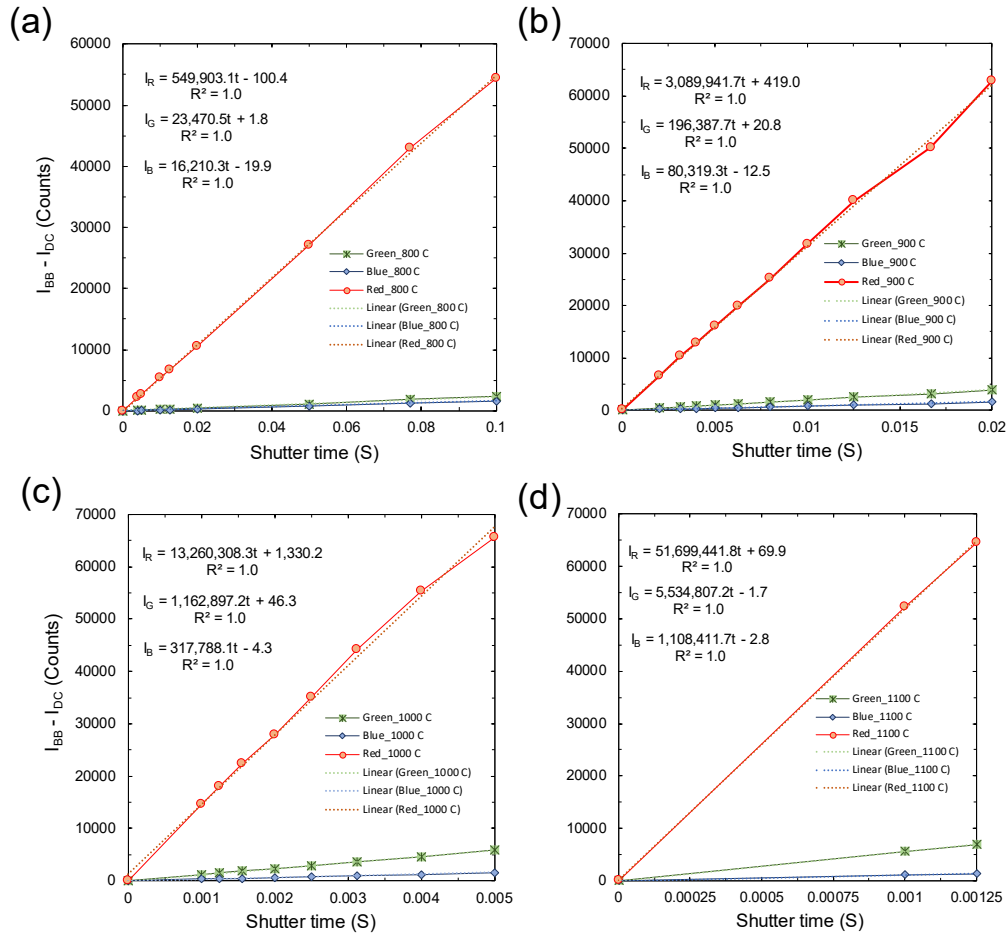 (a)
I_BB - I_DC (Counts)
60000
50000
40000
30000
20000
10000
0
I_R = 549,903.1t - 100.4
R² = 1.0
I_G = 23,470.5t + 1.8
R² = 1.0
I_B = 16,210.3t - 19.9
R² = 1.0
Green_800 C
Blue_800 C
Red_800 C
Linear (Green_800 C)
Linear (Blue_800 C)
Linear (Red_800 C)
0 0.02 0.04 0.06 0.08 0.1
Shutter time (S)
(b)
70000
60000
50000
40000
30000
20000
10000
0
I_R = 3,089,941.7t + 419.0
R² = 1.0
I_G = 196,387.7t + 20.8
R² = 1.0
I_B = 80,319.3t - 12.5
R² = 1.0
Green_900 C
Blue_900 C
Red_900 C
Linear (Green_900 C)
Linear (Blue_900 C)
Linear (Red_900 C)
0 0.005 0.01 0.015 0.02
Shutter time (S)
(c)
I_BB - I_DC (Counts)
70000
60000
50000
40000
30000
20000
10000
0
I_R = 13,260,308.3t + 1,330.2
R² = 1.0
I_G = 1,162,897.2t + 46.3
R² = 1.0
I_B = 317,788.1t - 4.3
R² = 1.0
Green_1000 C
Blue_1000 C
Red_1000 C
Linear (Green_1000 C)
Linear (Blue_1000 C)
Linear (Red_1000 C)
0 0.001 0.002 0.003 0.004 0.005
Shutter time (S)
(d)
70000
60000
50000
40000
30000
20000
10000
0
I_R = 51,699,441.8t + 69.9
R² = 1.0
I_G = 5,534,807.2t - 1.7
R² = 1.0
I_B = 1,108,411.7t - 2.8
R² = 1.0
Green_1100 C
Blue_1100 C
Red_1100 C
Linear (Green_1100 C)
Linear (Blue_1100 C)
Linear (Red_1100 C)
0 0.00025 0.0005 0.00075 0.001 0.00125
Shutter time (S)